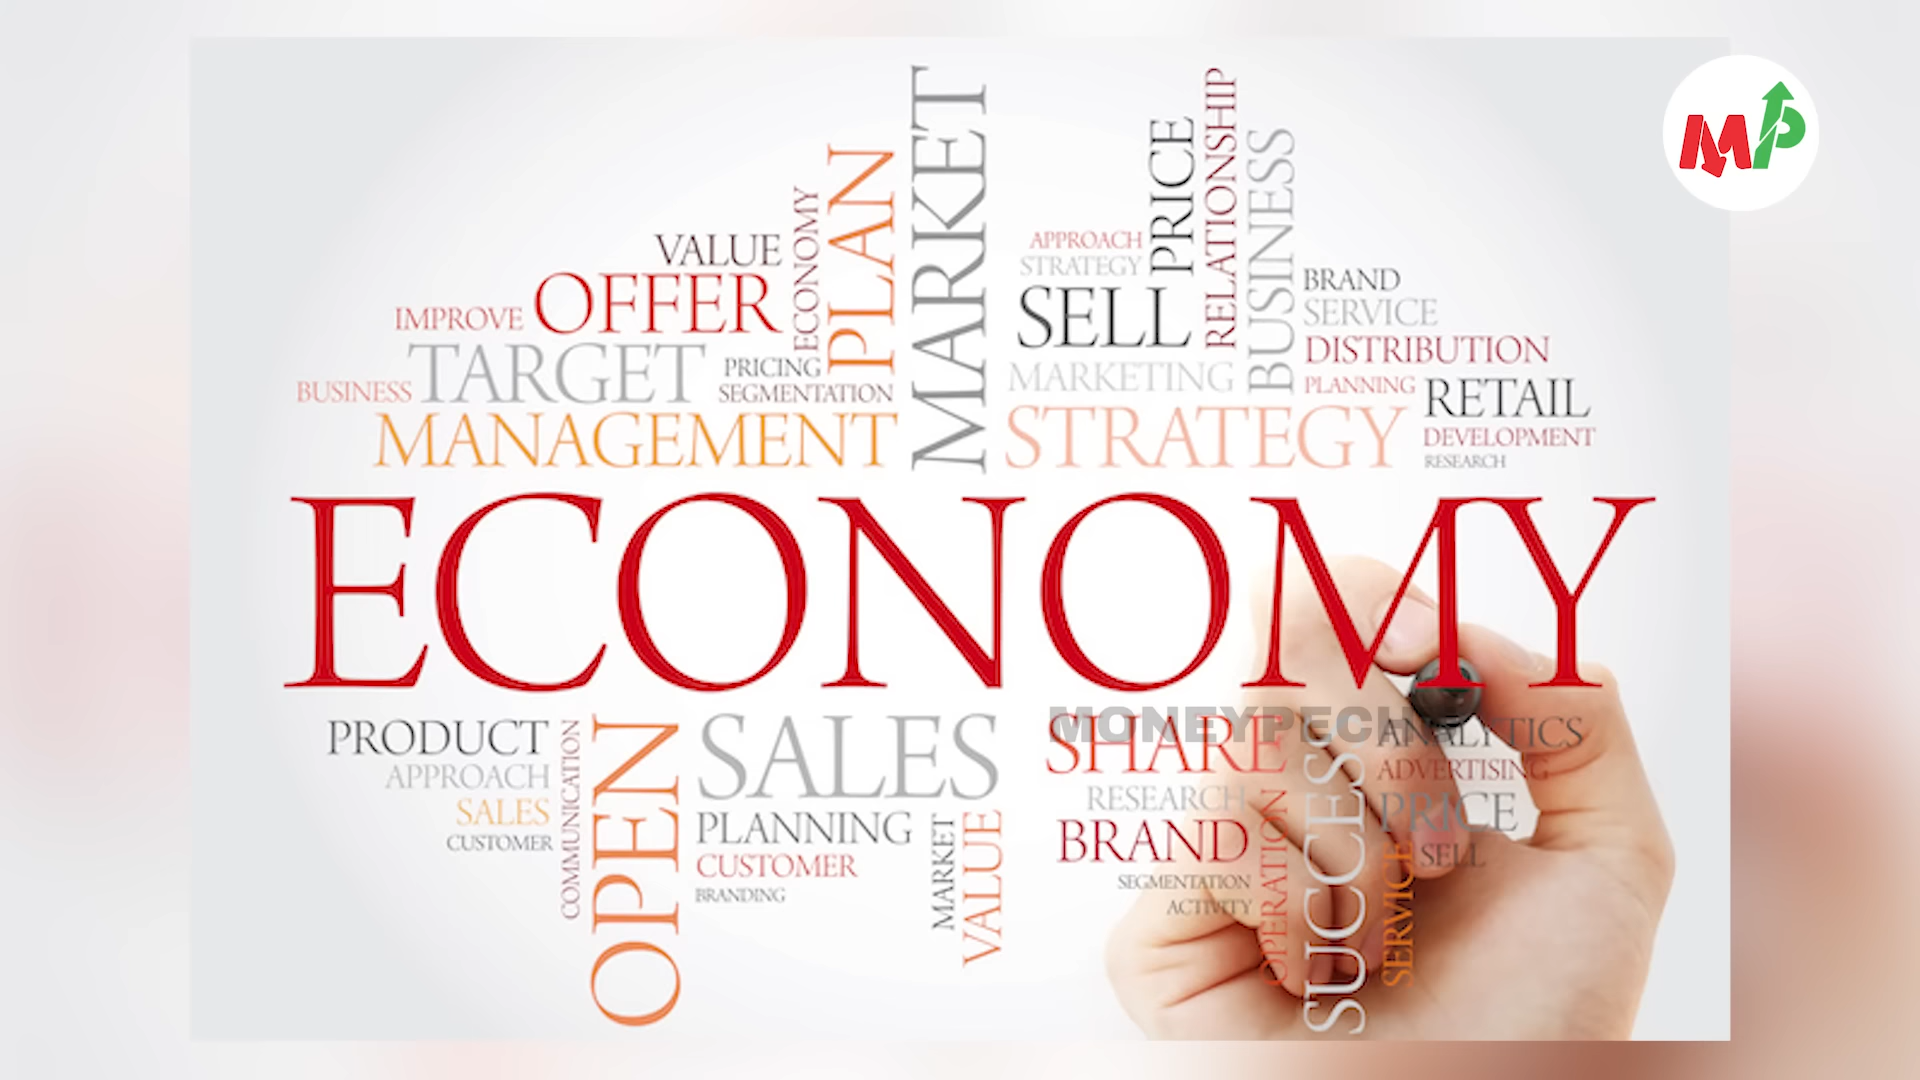 MP
MARKET
PLAN
ECONOMY
VALUE
OFFER
IMPROVE
TARGET
PRICING
BUSINESS
SEGMENTATION
MANAGEMENT
PRICE
RELATIONSHIP
BUSINESS
APPROACH
STRATEGY
SELL
MARKETING
STRATEGY
BRAND
SERVICE
DISTRIBUTION
PLANNING
RETAIL
DEVELOPMENT
RESEARCH
ECONOMY
PRODUCT
APPROACH
SALES
CUSTOMER
COMMUNICATION
OPEN
SALES
PLANNING
CUSTOMER
BRANDING
MARKET
VALUE
SHARE
RESEARCH
BRAND
SEGMENTATION
ACTIVITY
OPERATION
SUCCESS
ANALYTICS
ADVERTISING
PRICE
SELL
SERVICE